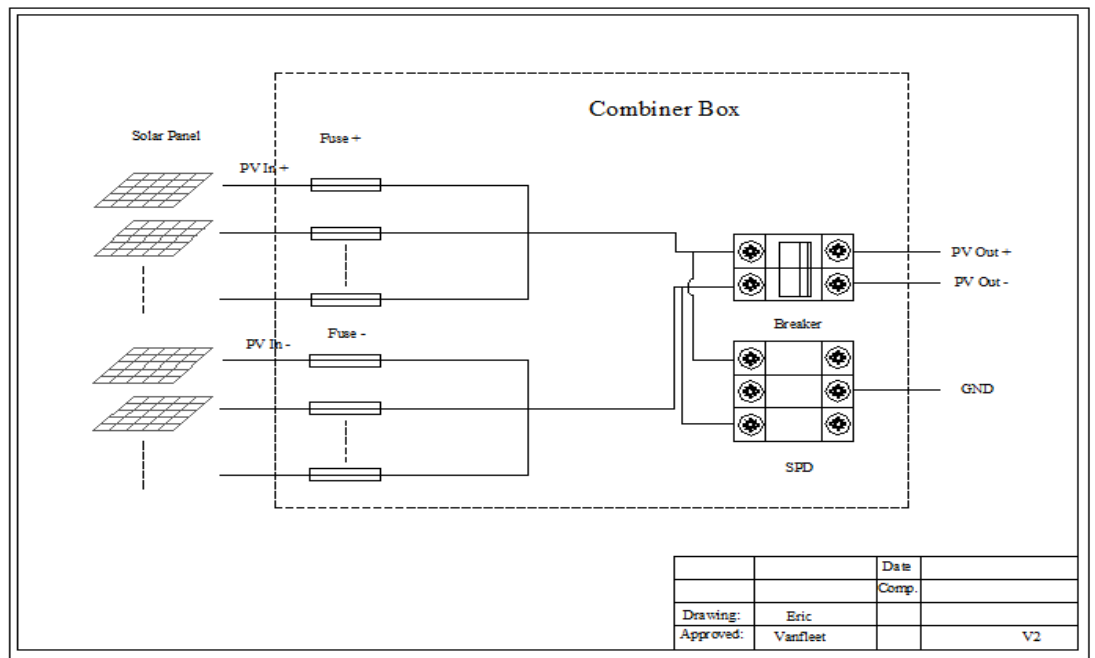 Combiner Box
Solar Panel
Fuse +
PV In +
PV Out +
PV Out -
Breaker
Fuse -
PV In -
GND
SPD
Date
Comp.
Drawing: Eric
Approved: Vanfleet V2